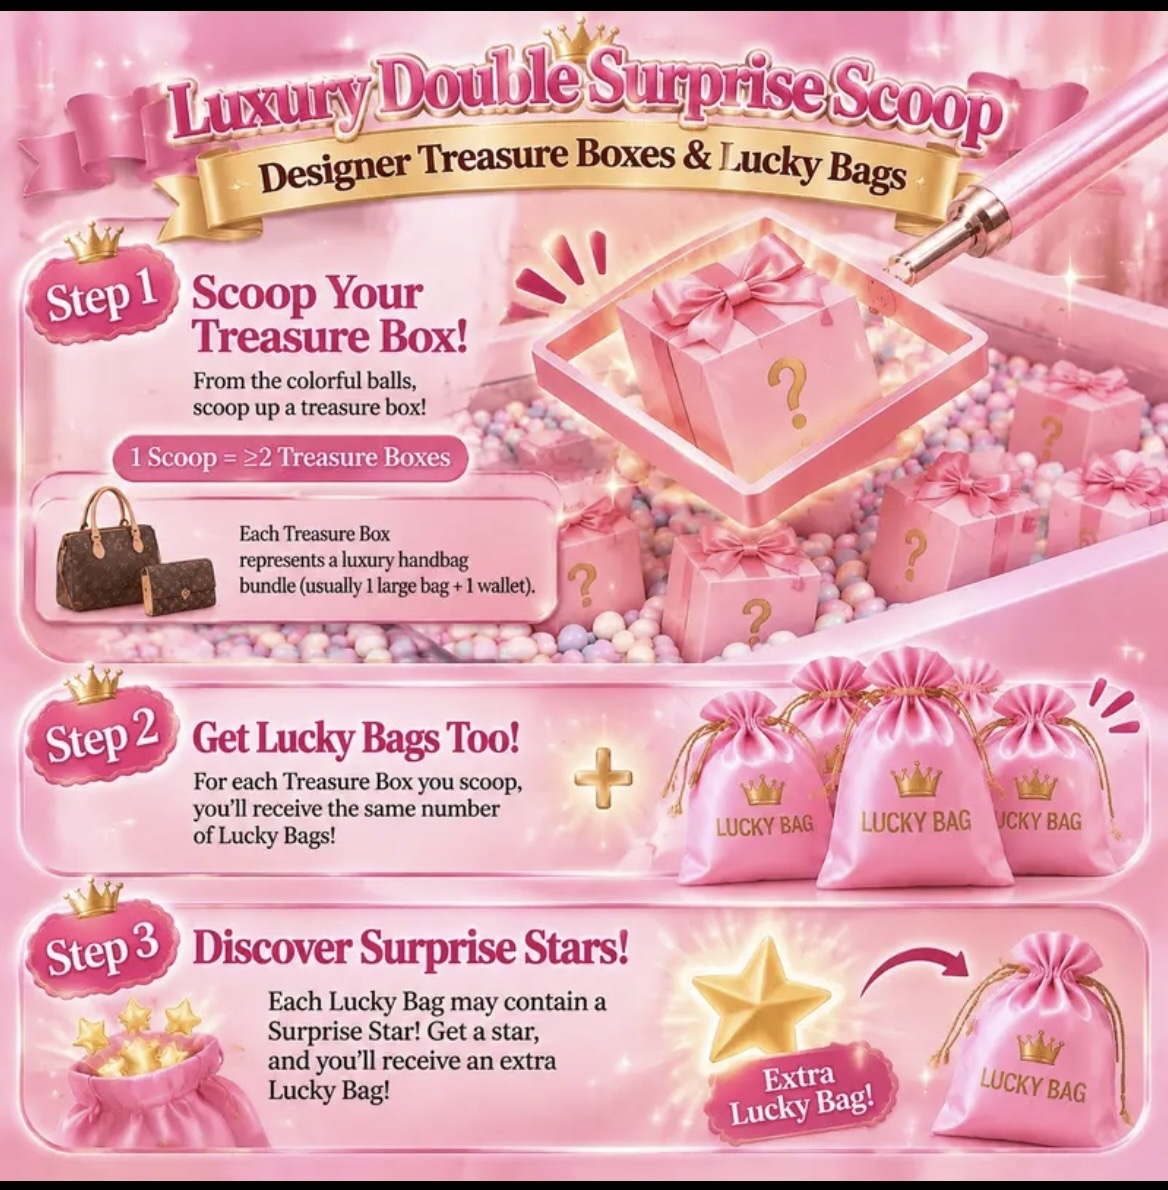 Luxury Double Surprise Scoop
Designer Treasure Boxes & Lucky Bags
Step 1
Scoop Your
Treasure Box!
From the colorful balls,
scoop up a treasure box!
1 Scoop = ≥2 Treasure Boxes
Each Treasure Box
represents a luxury handbag
bundle (usually 1 large bag + 1 wallet).
?
?
?
?
?
Step 2
Get Lucky Bags Too!
For each Treasure Box you scoop,
you'll receive the same number
of Lucky Bags!
+
LUCKY BAG
LUCKY BAG
UCKY BAG
Step 3
Discover Surprise Stars!
Each Lucky Bag may contain a
Surprise Star! Get a star,
and you'll receive an extra
Lucky Bag!
Extra
Lucky Bag!
LUCKY BAG